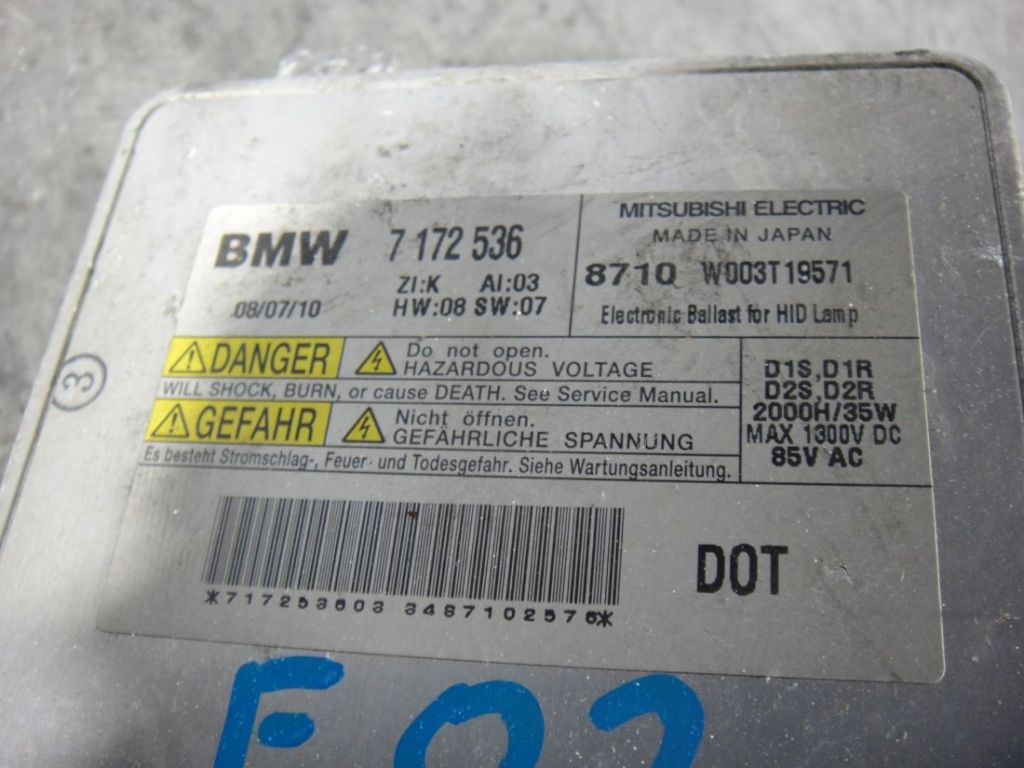 BMW 7 172 536
ZI:K AI:03
08/07/10 HW:08 SW:07
MITSUBISHI ELECTRIC
MADE IN JAPAN
8710 W003T19571
Electronic Ballast for HID Lamp
DANGER Do not open.
HAZARDOUS VOLTAGE
WILL SHOCK, BURN, or cause DEATH. See Service Manual.
GEFAHR Nicht öffnen.
GEFÄHRLICHE SPANNUNG
Es besteht Stromschlag-, Feuer- und Todesgefahr. Siehe Wartungsanleitung.
D1S,D1R
D2S,D2R
2000H/35W
MAX 1300V DC
85V AC
*717253603 3487102576*
DOT
3